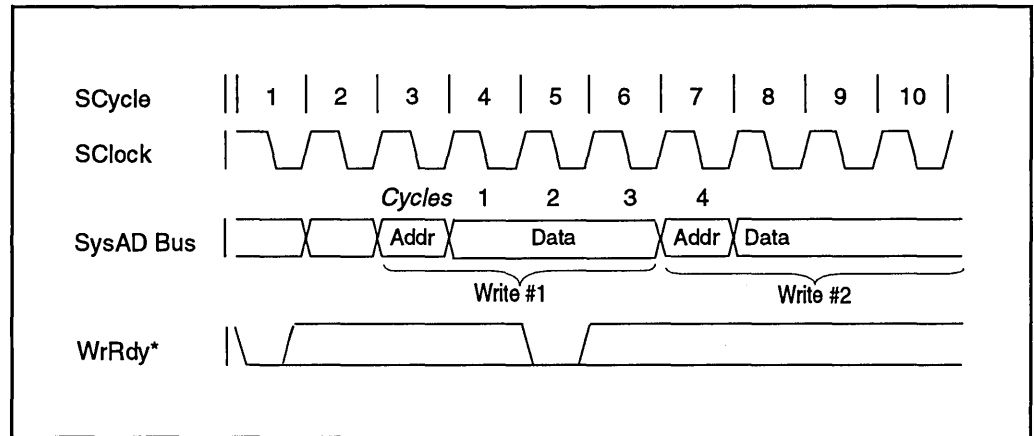 SCycle 1 2 3 4 5 6 7 8 9 10
SClock
Cycles 1 2 3 4
SysAD Bus Addr Data Addr Data
Write #1 Write #2
WrRdy*